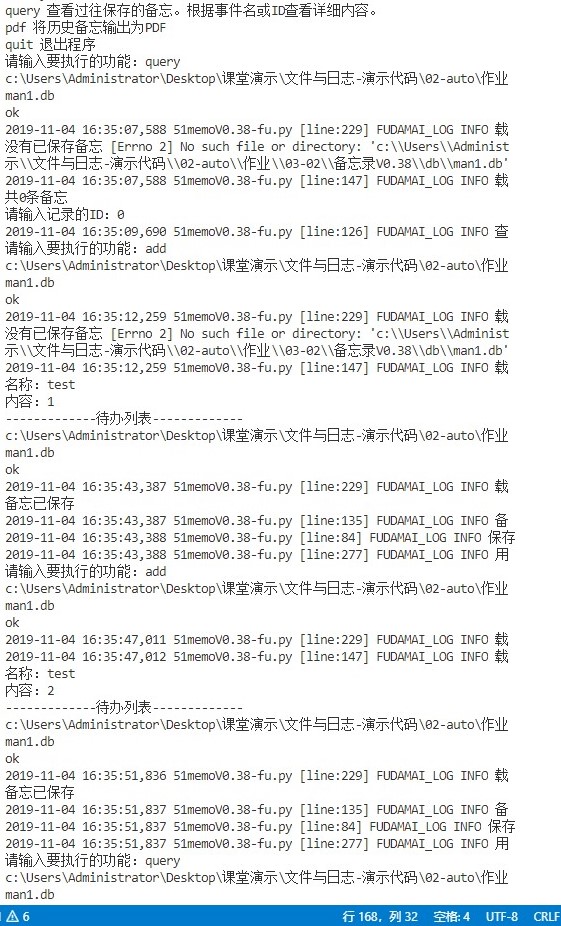 query 查看过往保存的备忘。根据事件名或ID查看详细内容。
pdf 将历史备忘输出为PDF
quit 退出程序
请输入要执行的功能：query
c:\Users\Administrator\Desktop\课堂演示\文件与日志-演示代码\02-auto\作业
man1.db
ok
2019-11-04 16:35:07,588 51memoV0.38-fu.py [line:229] FUDAMAI_LOG INFO 载
没有已保存备忘 [Errno 2] No such file or directory: 'c:\\Users\\Administ
示\\文件与日志-演示代码\\02-auto\\作业\\03-02\\备忘录V0.38\\db\\man1.db'
2019-11-04 16:35:07,588 51memoV0.38-fu.py [line:147] FUDAMAI_LOG INFO 载
共0条备忘
请输入记录的ID：0
2019-11-04 16:35:09,690 51memoV0.38-fu.py [line:126] FUDAMAI_LOG INFO 查
请输入要执行的功能：add
c:\Users\Administrator\Desktop\课堂演示\文件与日志-演示代码\02-auto\作业
man1.db
ok
2019-11-04 16:35:12,259 51memoV0.38-fu.py [line:229] FUDAMAI_LOG INFO 载
没有已保存备忘 [Errno 2] No such file or directory: 'c:\\Users\\Administ
示\\文件与日志-演示代码\\02-auto\\作业\\03-02\\备忘录V0.38\\db\\man1.db'
2019-11-04 16:35:12,259 51memoV0.38-fu.py [line:147] FUDAMAI_LOG INFO 载
名称：test
内容：1
-------------待办列表-------------
c:\Users\Administrator\Desktop\课堂演示\文件与日志-演示代码\02-auto\作业
man1.db
ok
2019-11-04 16:35:43,387 51memoV0.38-fu.py [line:229] FUDAMAI_LOG INFO 载
备忘已保存
2019-11-04 16:35:43,387 51memoV0.38-fu.py [line:135] FUDAMAI_LOG INFO 备
2019-11-04 16:35:43,388 51memoV0.38-fu.py [line:84] FUDAMAI_LOG INFO 保存
2019-11-04 16:35:43,388 51memoV0.38-fu.py [line:277] FUDAMAI_LOG INFO 用
请输入要执行的功能：add
c:\Users\Administrator\Desktop\课堂演示\文件与日志-演示代码\02-auto\作业
man1.db
ok
2019-11-04 16:35:47,011 51memoV0.38-fu.py [line:229] FUDAMAI_LOG INFO 载
2019-11-04 16:35:47,012 51memoV0.38-fu.py [line:147] FUDAMAI_LOG INFO 载
名称：test
内容：2
-------------待办列表-------------
c:\Users\Administrator\Desktop\课堂演示\文件与日志-演示代码\02-auto\作业
man1.db
ok
2019-11-04 16:35:51,836 51memoV0.38-fu.py [line:229] FUDAMAI_LOG INFO 载
备忘已保存
2019-11-04 16:35:51,837 51memoV0.38-fu.py [line:135] FUDAMAI_LOG INFO 备
2019-11-04 16:35:51,837 51memoV0.38-fu.py [line:84] FUDAMAI_LOG INFO 保存
2019-11-04 16:35:51,837 51memoV0.38-fu.py [line:277] FUDAMAI_LOG INFO 用
请输入要执行的功能：query
c:\Users\Administrator\Desktop\课堂演示\文件与日志-演示代码\02-auto\作业
man1.db
6 行 168，列 32 空格: 4 UTF-8 CRLF